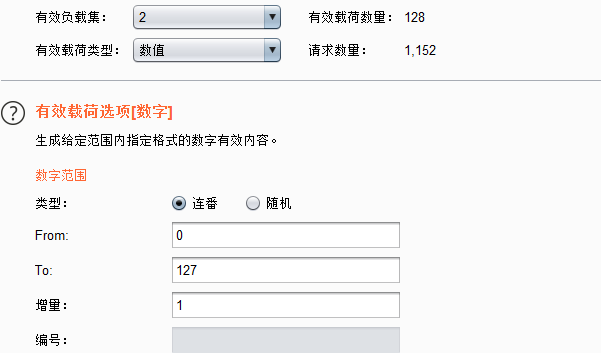 有效负载集： 2 有效载荷数量： 128
有效载荷类型： 数值 请求数量： 1,152
? 有效载荷选项[数字]
生成给定范围内指定格式的数字有效内容。
数字范围
类型： 连番 随机
From: 0
To: 127
增量： 1
编号：